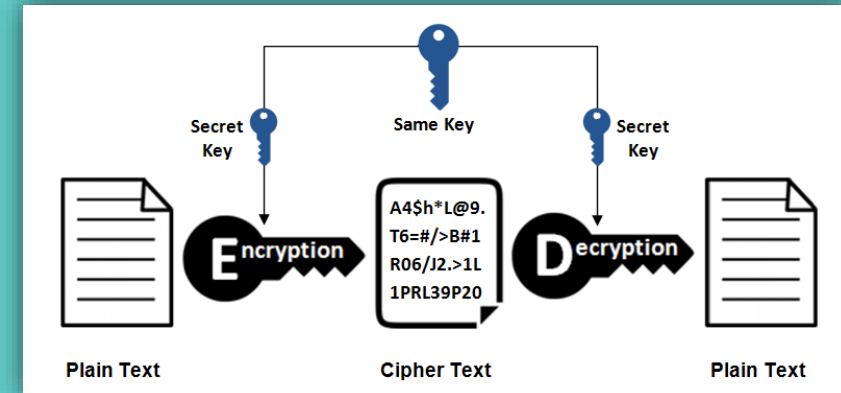 Same Key
Secret
Key
Secret
Key
Encryption
A4$h*L@9.
T6=#/>B#1
R06/J2.>1L
1PRL39P20
Decryption
Plain Text
Cipher Text
Plain Text